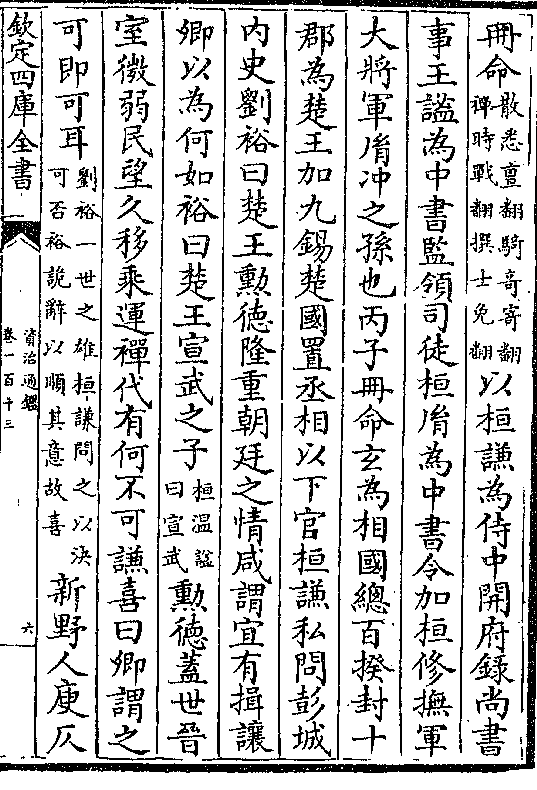 冊命散悉亶翻騎竒寄翻
禪時戰翻撰士免翻以桓謙為侍中開府録尚書
事王謐為中書監領司徒桓胤為中書令加桓修撫軍
大將軍胤冲之孫也丙子冊命玄為相國總百揆封十
郡為楚王加九錫楚國置丞相以下官桓謙私問彭城
内史劉裕曰楚王勲徳隆重朝廷之情咸謂宜有揖讓
卿以為何如裕曰楚王宣武之子桓温諡
曰宣武勲徳蓋世晉
室微弱民望久移乘運禪代有何不可謙喜曰卿謂之
可即可耳劉裕一世之雄桓謙問之以決
可否裕詭辭以順其意故喜新野人庾仄
欽定四庫全書
資治通鑑
卷一百十三
六